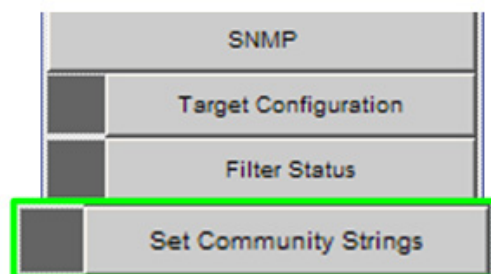 SNMP
Target Configuration
Filter Status
Set Community Strings